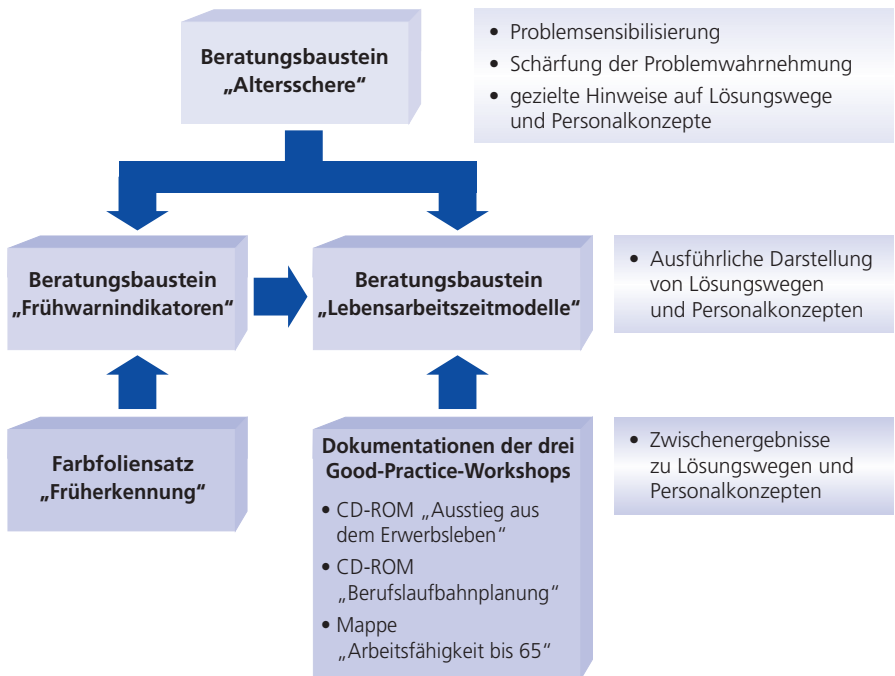 Beratungsbaustein
„Altersschere“
• Problemsensibilisierung
• Schärfung der Problemwahrnehmung
• gezielte Hinweise auf Lösungswege
und Personalkonzepte
Beratungsbaustein
„Frühwarnindikatoren“
Beratungsbaustein
„Lebensarbeitszeitmodelle“
• Ausführliche Darstellung
von Lösungswegen
und Personalkonzepten
Farbfoliensatz
„Früherkennung“
Dokumentationen der drei
Good-Practice-Workshops
• CD-ROM „Ausstieg aus
dem Erwerbsleben“
• CD-ROM
„Berufslaufbahnplanung“
• Mappe
„Arbeitsfähigkeit bis 65“
• Zwischenergebnisse
zu Lösungswegen und
Personalkonzepten